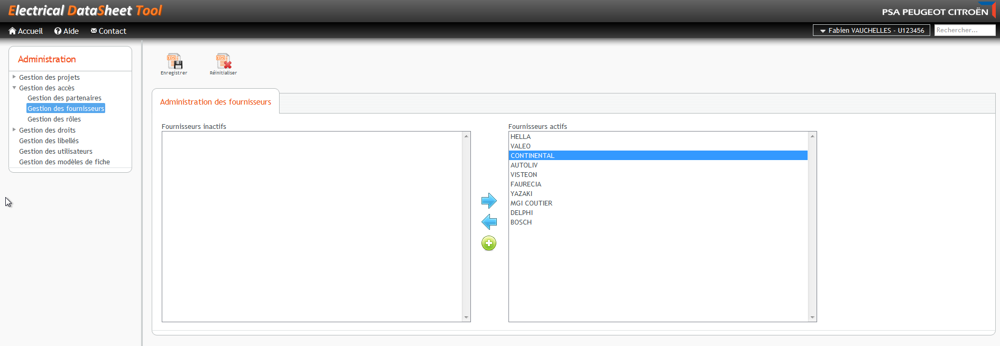 Electrical DataSheet Tool
PSA PEUGEOT CITROËN
Accueil
Aide
Contact
Fabien VAUCHELLES - U123456
Rechercher...
Administration
Gestion des projets
Gestion des accès
Gestion des partenaires
Gestion des fournisseurs
Gestion des rôles
Gestion des droits
Gestion des libellés
Gestion des utilisateurs
Gestion des modèles de fiche
EDS
Enregistrer
EDS
Réinitialiser
Administration des fournisseurs
Fournisseurs inactifs
Fournisseurs actifs
HELLA
VALEO
CONTINENTAL
AUTOLIV
VISTEON
FAURECIA
YAZAKI
MGI COUTIER
DELPHI
BOSCH